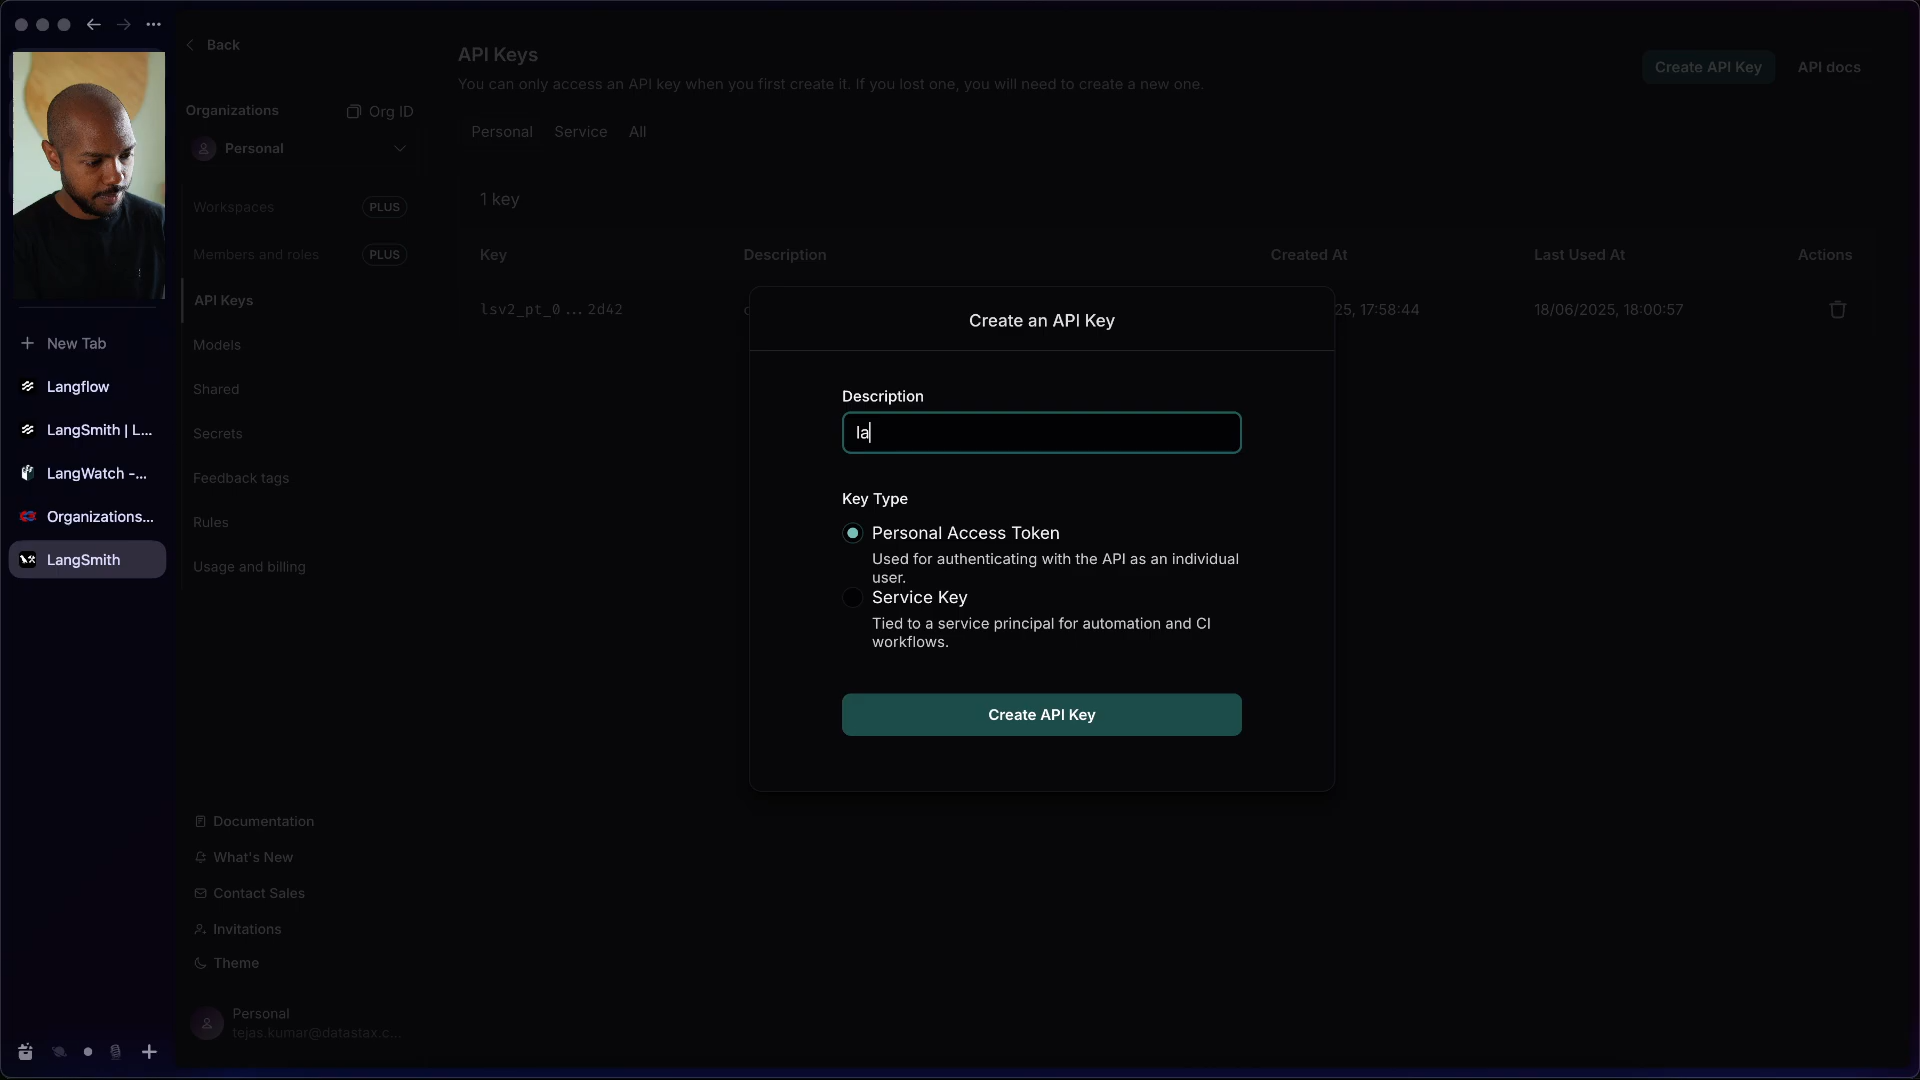 Back
API Keys
You can only access an API key when you first create it. If you lost one, you will need to create a new one.
Create API Key
API docs
Organizations
Org ID
Personal
Personal
Service
All
Workspaces
PLUS
Members and roles
PLUS
API Keys
Models
Shared
Secrets
Feedback tags
Rules
Usage and billing
1 key
Key
Description
Created At
Last Used At
Actions
lsv2_pt_0...2d42
25, 17:58:44
18/06/2025, 18:00:57
New Tab
Langflow
LangSmith | L...
LangWatch -...
Organizations...
LangSmith
Create an API Key
Description
la
Key Type
Personal Access Token
Used for authenticating with the API as an individual
user.
Service Key
Tied to a service principal for automation and CI
workflows.
Create API Key
Documentation
What's New
Contact Sales
Invitations
Theme
Personal
tejas.kumar@datastax.c...